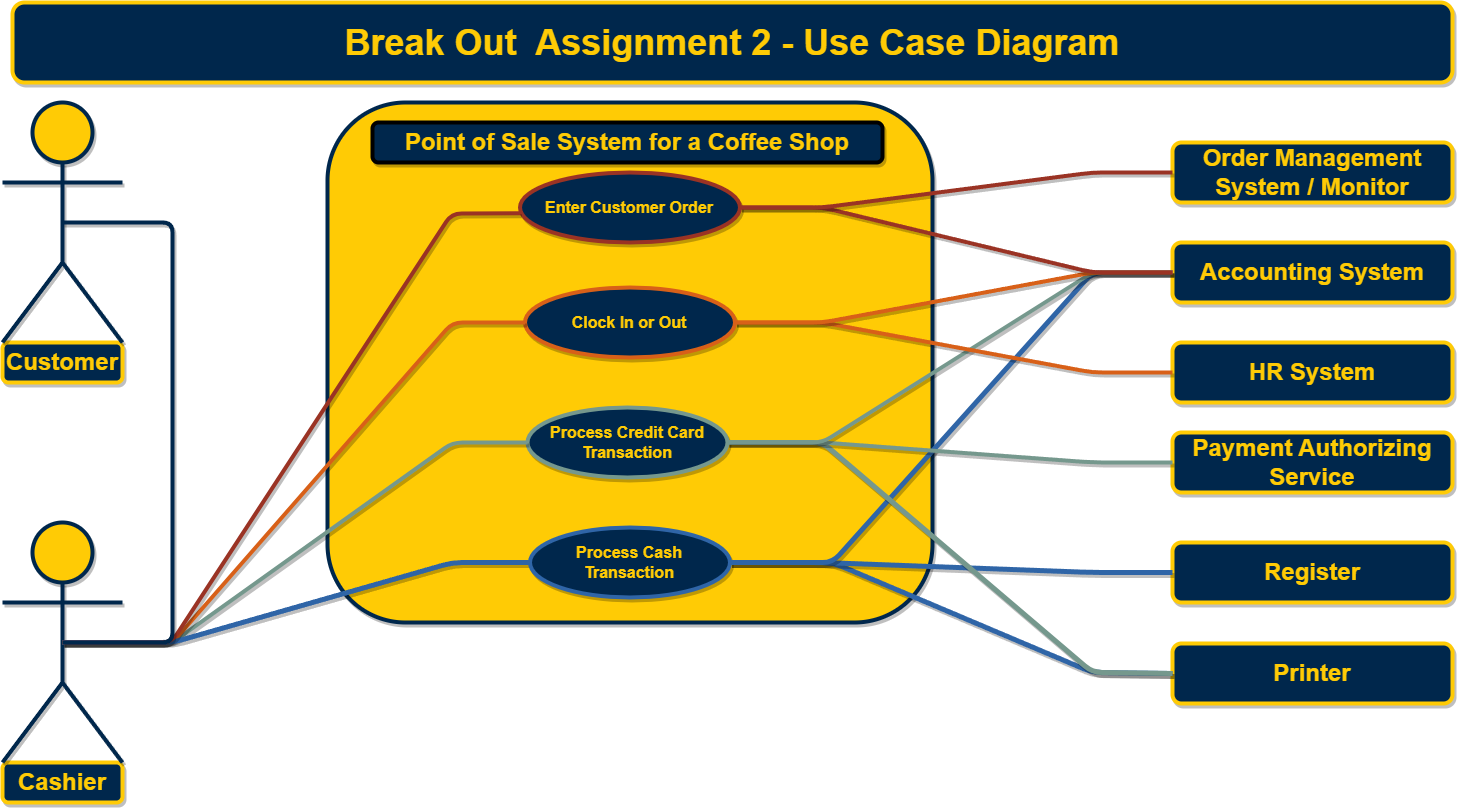 Break Out  Assignment 2 - Use Case Diagram
Point of Sale System for a Coffee Shop
Enter Customer Order
Clock In or Out
Process Credit Card
Transaction
Process Cash
Transaction
Customer
Cashier
Order Management
System / Monitor
Accounting System
HR System
Payment Authorizing
Service
Register
Printer